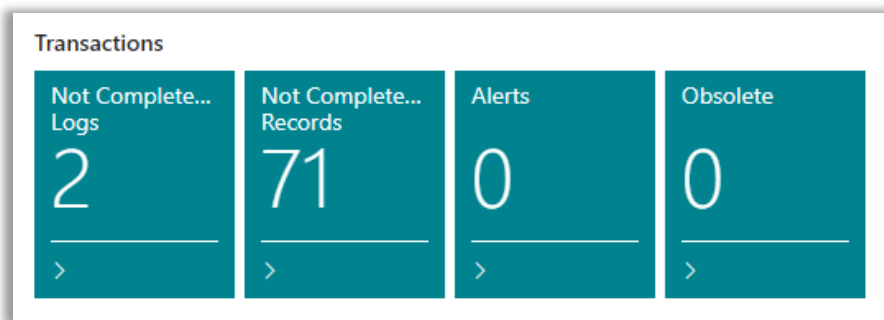 Transactions
Not Complete...
Logs
2
Not Complete...
Records
71
Alerts
0
Obsolete
0